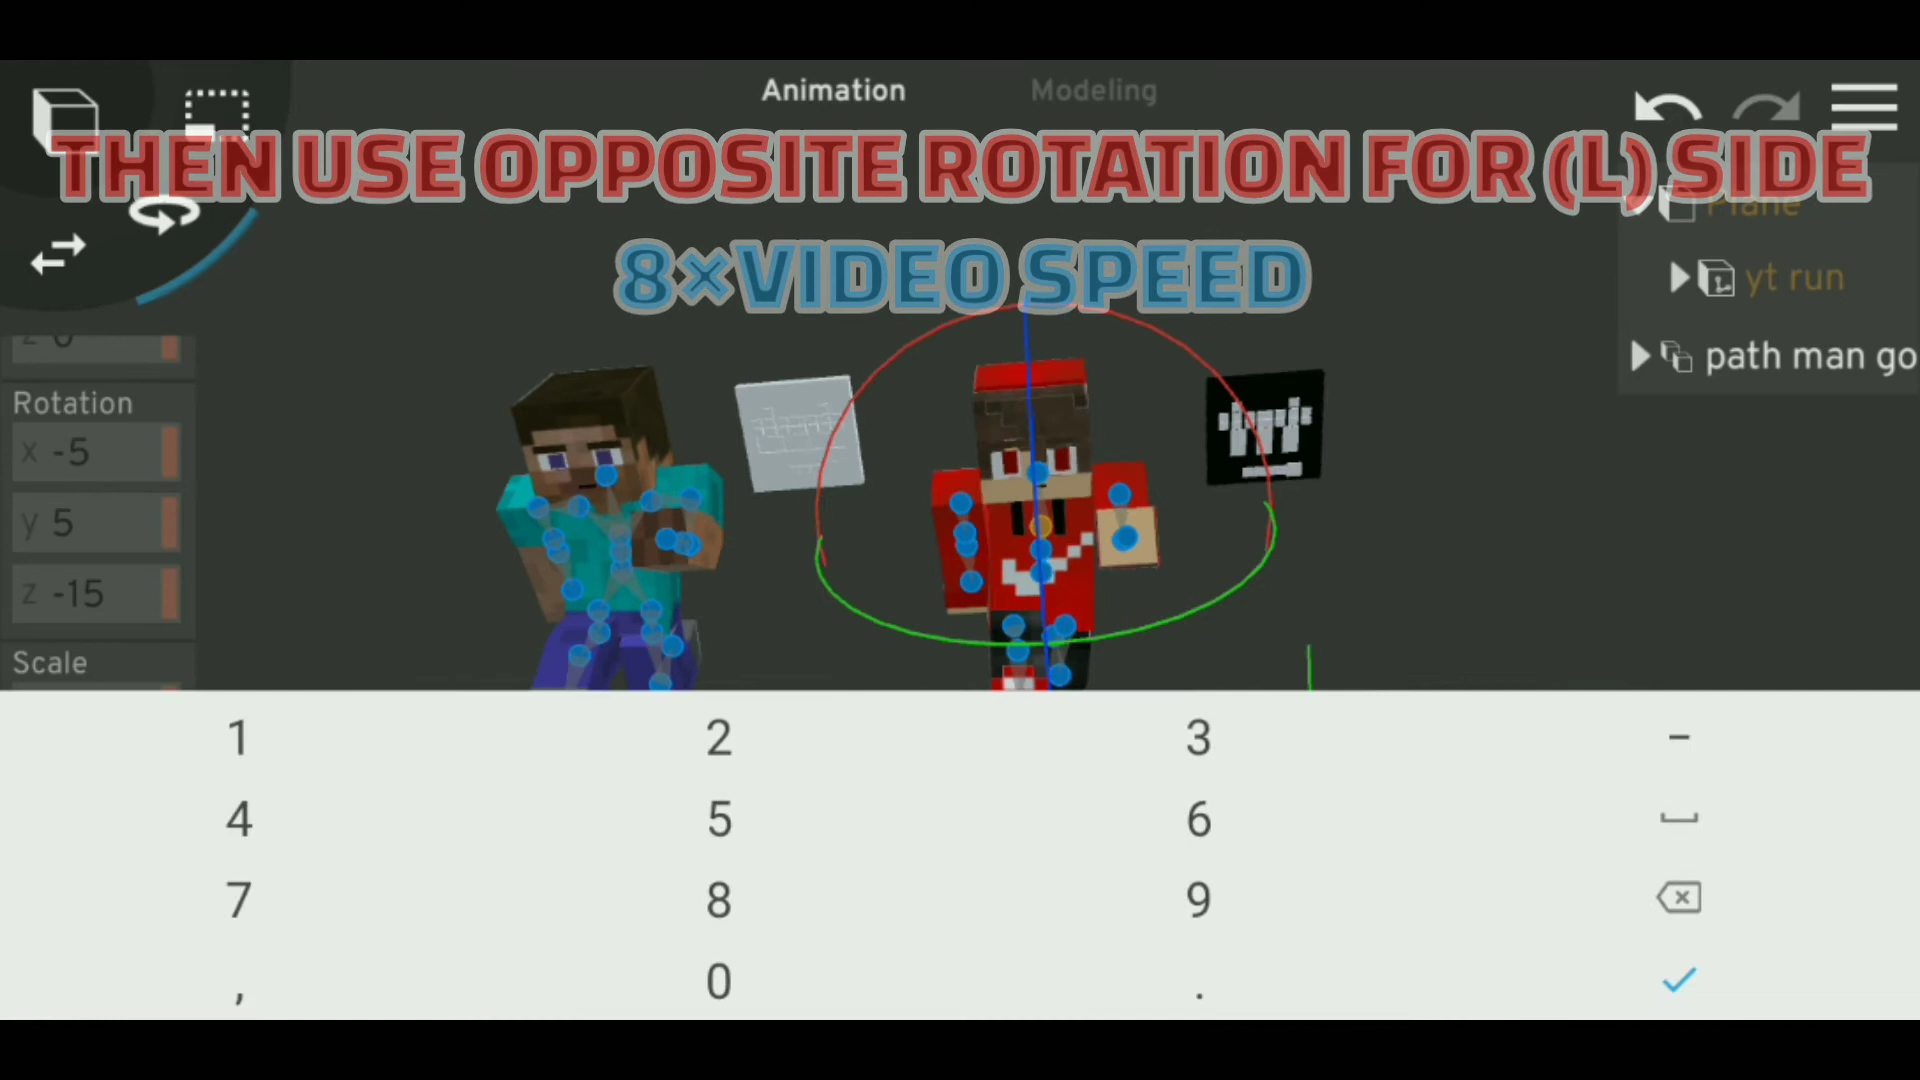 Animation Modeling
THEN USE OPPOSITE ROTATION FOR (L) SIDE
Plane
8×VIDEO SPEED
yt run
path man go
Rotation
x -5
y 5
z -15
Scale
1 2 3 -
4 5 6
7 8 9
, 0 .